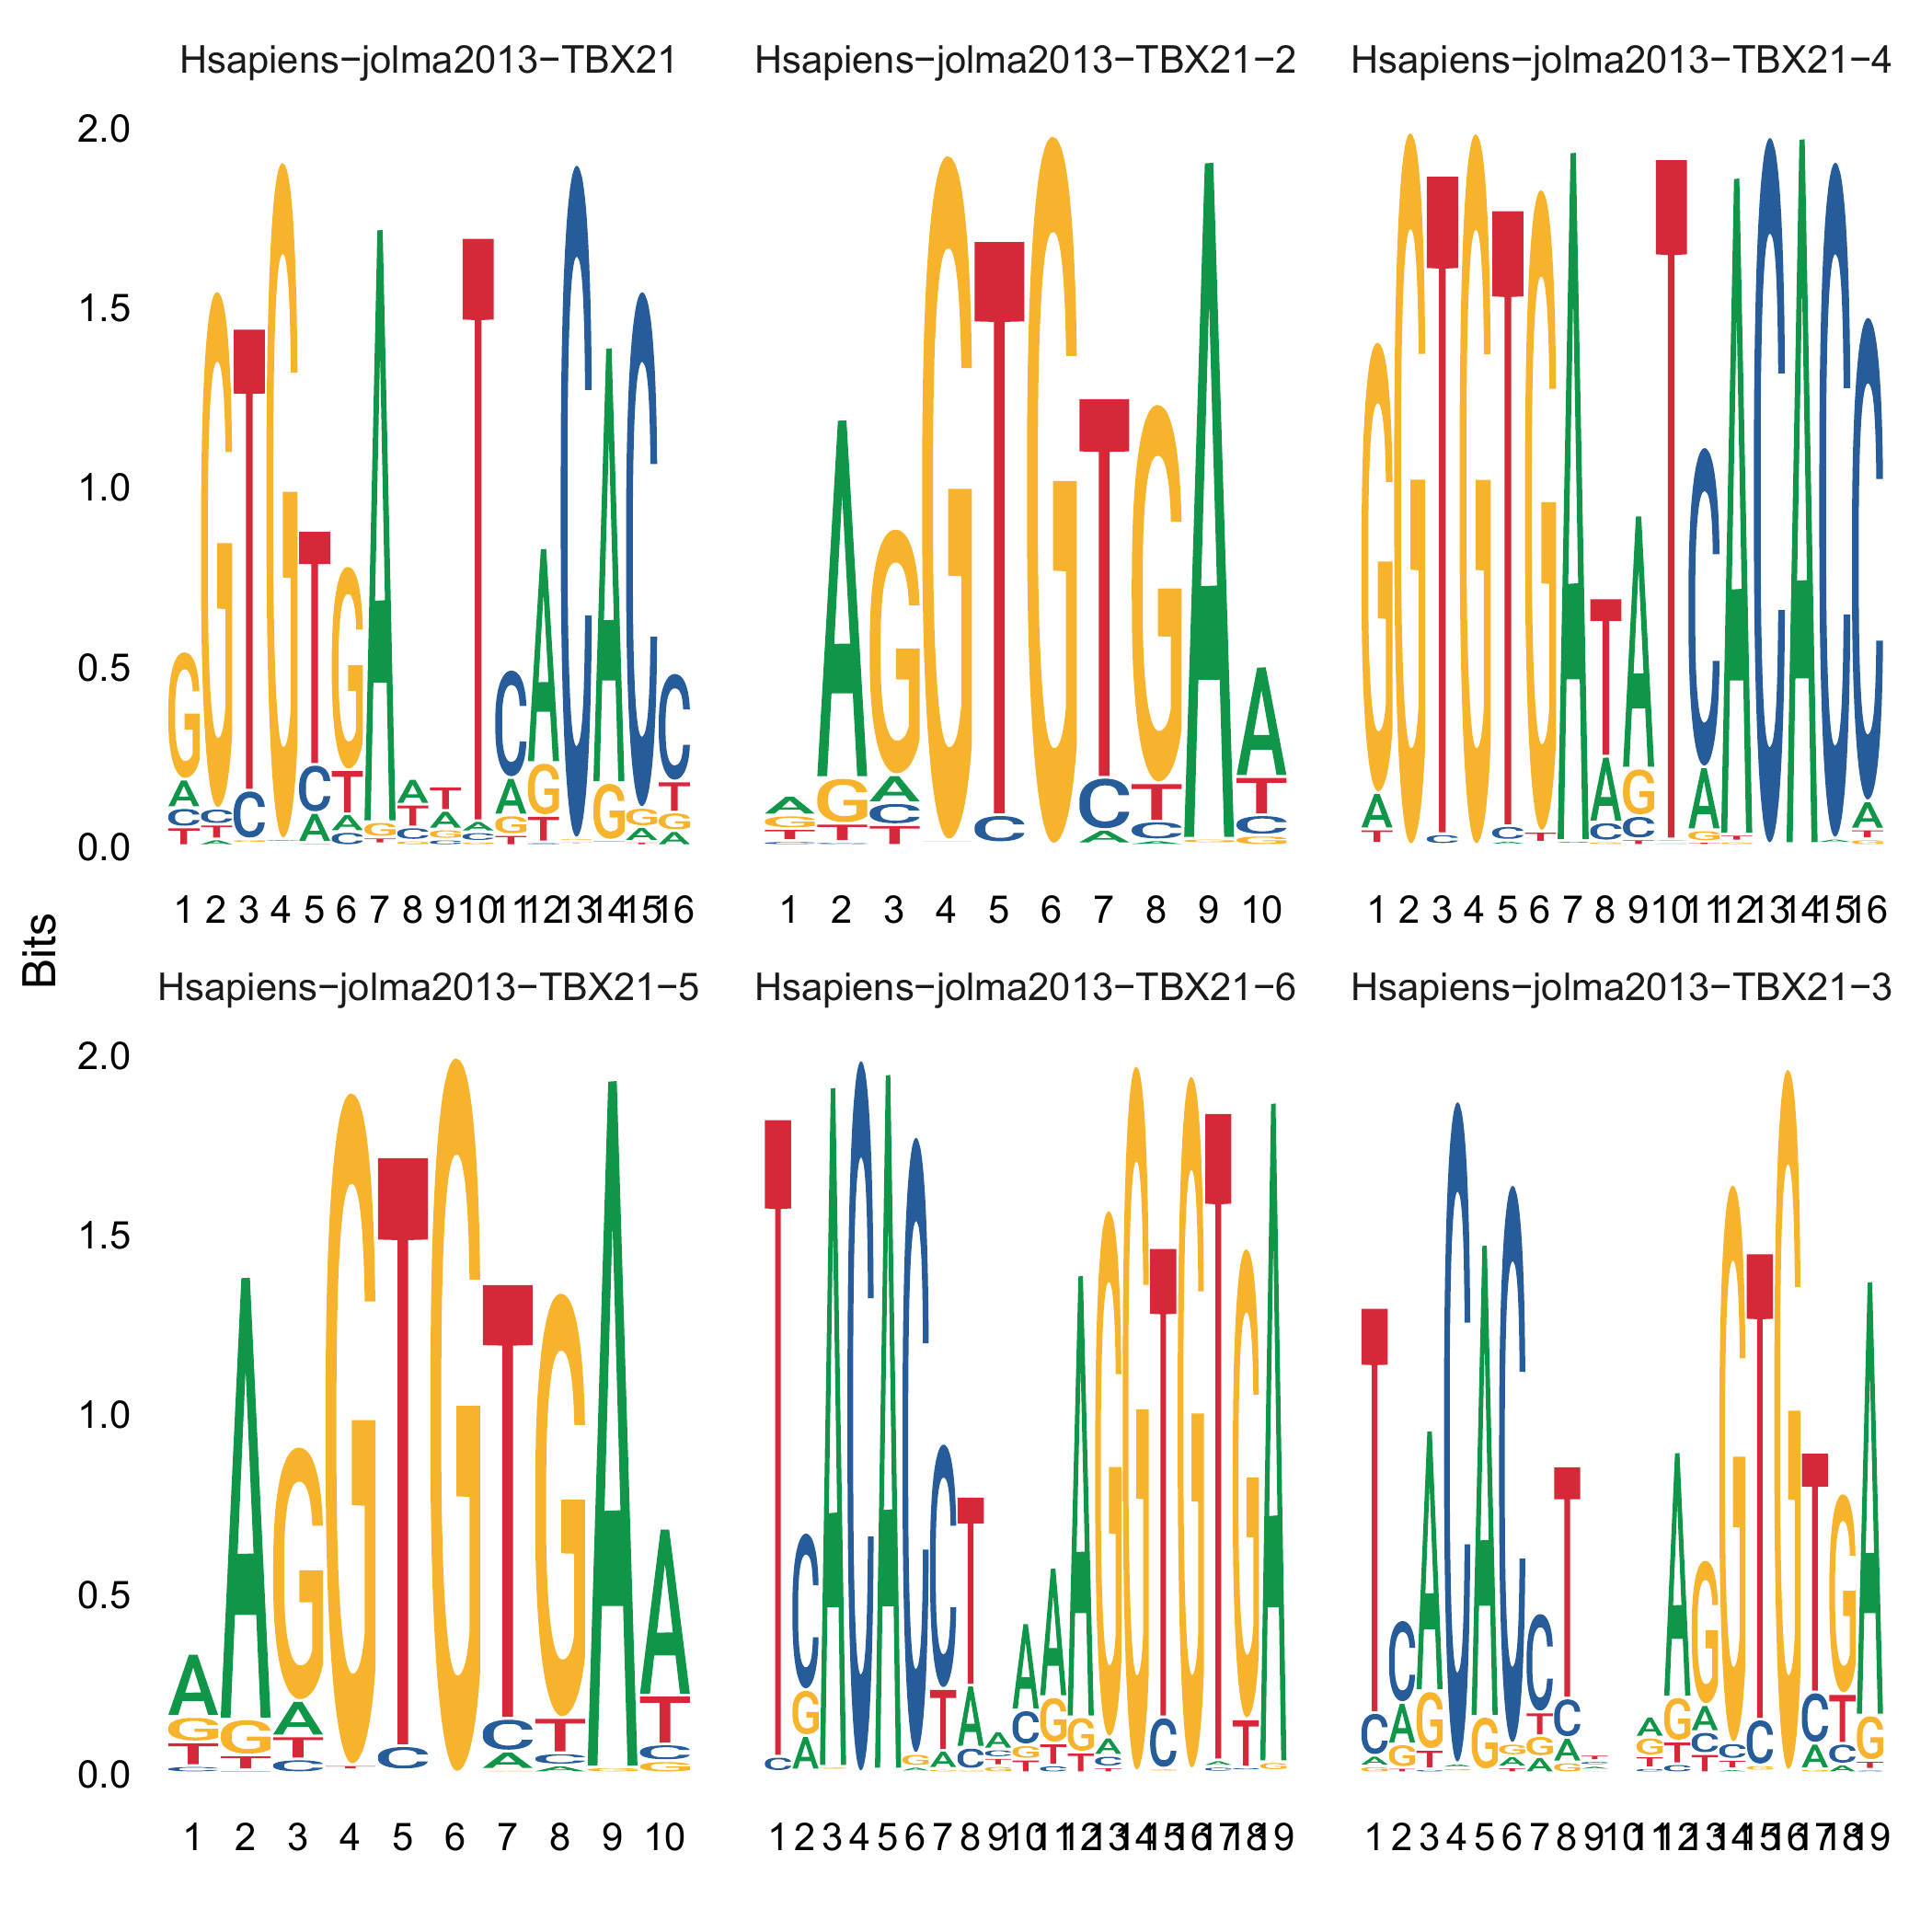 Hsapiens−jolma2013−TBX21 Hsapiens−jolma2013−TBX21−2 Hsapiens−jolma2013−TBX21−4
2.0
1.5
1.0
0.5
0.0
1 2 3 4 5 6 7 8 9 10 11 12 13 14 15 16 1 2 3 4 5 6 7 8 9 10 1 2 3 4 5 6 7 8 9 10 11 12 13 14 15 16
Bits
Hsapiens−jolma2013−TBX21−5 Hsapiens−jolma2013−TBX21−6 Hsapiens−jolma2013−TBX21−3
2.0
1.5
1.0
0.5
0.0
1 2 3 4 5 6 7 8 9 10 1 2 3 4 5 6 7 8 9 10 11 12 13 14 15 16 17 18 19 1 2 3 4 5 6 7 8 9 10 11 12 13 14 15 16 17 18 19